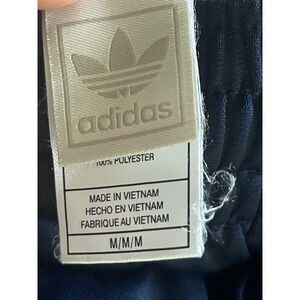 adidas
100% POLYESTER
MADE IN VIETNAM
HECHO EN VIETNAM
FABRIQUE AU VIETNAM
M/M/M